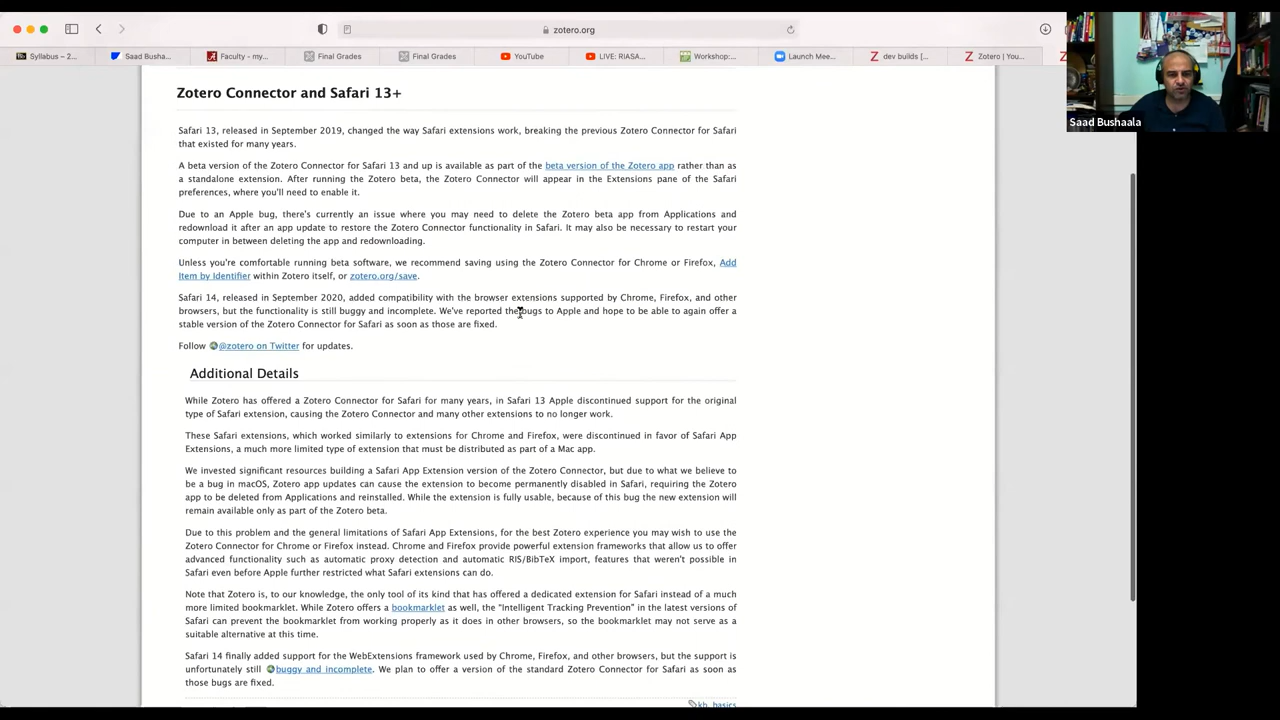 zotero.org
Syllabus – 2...
Saad Busha...
Faculty - my...
Final Grades
Final Grades
YouTube
LIVE: RIASA...
Workshop:...
Launch Mee...
dev builds [...
Zotero | You...
Saad Bushaala
Zotero Connector and Safari 13+
Safari 13, released in September 2019, changed the way Safari extensions work, breaking the previous Zotero Connector for Safari
that existed for many years.
A beta version of the Zotero Connector for Safari 13 and up is available as part of the beta version of the Zotero app rather than as
a standalone extension. After running the Zotero beta, the Zotero Connector will appear in the Extensions pane of the Safari
preferences, where you'll need to enable it.
Due to an Apple bug, there's currently an issue where you may need to delete the Zotero beta app from Applications and
redownload it after an app update to restore the Zotero Connector functionality in Safari. It may also be necessary to restart your
computer in between deleting the app and redownloading.
Unless you're comfortable running beta software, we recommend saving using the Zotero Connector for Chrome or Firefox, Add
Item by Identifier within Zotero itself, or zotero.org/save.
Safari 14, released in September 2020, added compatibility with the browser extensions supported by Chrome, Firefox, and other
browsers, but the functionality is still buggy and incomplete. We've reported the bugs to Apple and hope to be able to again offer a
stable version of the Zotero Connector for Safari as soon as those are fixed.
Follow @zotero on Twitter for updates.
Additional Details
While Zotero has offered a Zotero Connector for Safari for many years, in Safari 13 Apple discontinued support for the original
type of Safari extension, causing the Zotero Connector and many other extensions to no longer work.
These Safari extensions, which worked similarly to extensions for Chrome and Firefox, were discontinued in favor of Safari App
Extensions, a much more limited type of extension that must be distributed as part of a Mac app.
We invested significant resources building a Safari App Extension version of the Zotero Connector, but due to what we believe to
be a bug in macOS, Zotero app updates can cause the extension to become permanently disabled in Safari, requiring the Zotero
app to be deleted from Applications and reinstalled. While the extension is fully usable, because of this bug the new extension will
remain available only as part of the Zotero beta.
Due to this problem and the general limitations of Safari App Extensions, for the best Zotero experience you may wish to use the
Zotero Connector for Chrome or Firefox instead. Chrome and Firefox provide powerful extension frameworks that allow us to offer
advanced functionality such as automatic proxy detection and automatic RIS/BibTeX import, features that weren't possible in
Safari even before Apple further restricted what Safari extensions can do.
Note that Zotero is, to our knowledge, the only tool of its kind that has offered a dedicated extension for Safari instead of a much
more limited bookmarklet. While Zotero offers a bookmarklet as well, the “Intelligent Tracking Prevention” in the latest versions of
Safari can prevent the bookmarklet from working properly as it does in other browsers, so the bookmarklet may not serve as a
suitable alternative at this time.
Safari 14 finally added support for the WebExtensions framework used by Chrome, Firefox, and other browsers, but the support is
unfortunately still buggy and incomplete. We plan to offer a version of the standard Zotero Connector for Safari as soon as
those bugs are fixed.
kb, basics